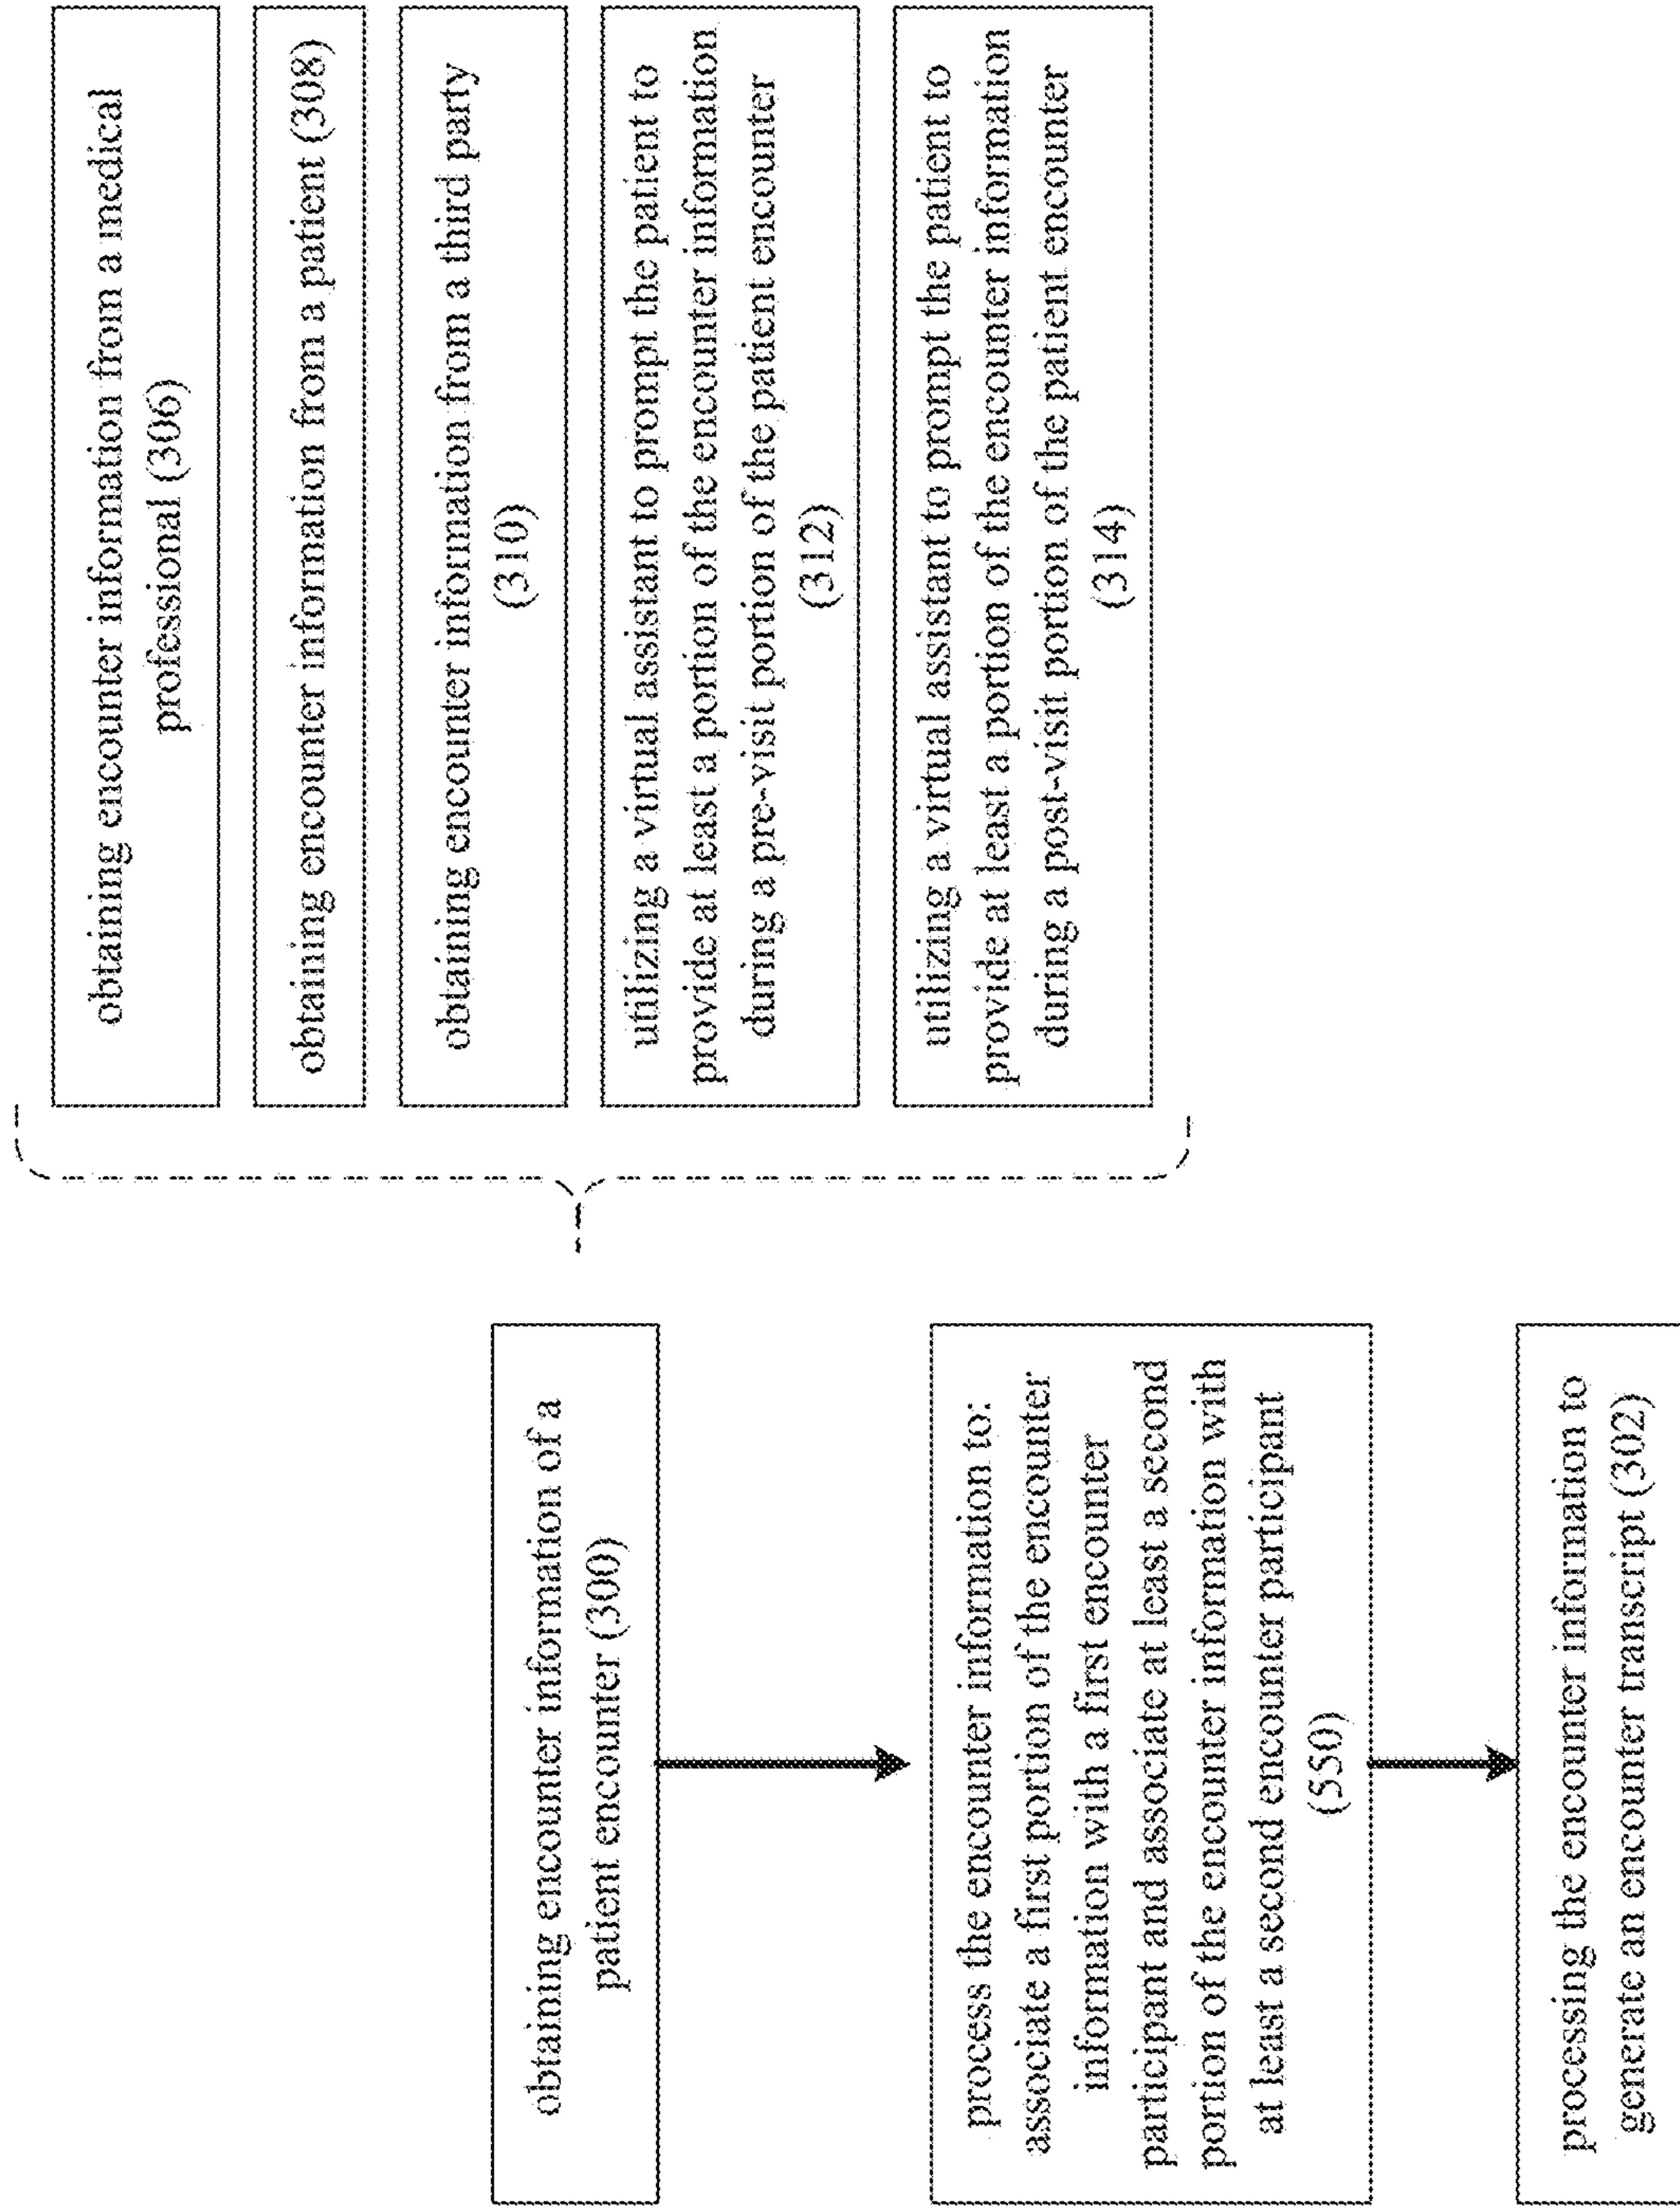 obtaining encounter information of a
patient encounter (300)
process the encounter information to:
associate a first portion of the encounter
information with a first encounter
participant and associate at least a second
portion of the encounter information with
at least a second encounter participant
(550)
processing the encounter information to
generate an encounter transcript (302)
obtaining encounter information from a medical
professional (306)
obtaining encounter information from a patient (308)
obtaining encounter information from a third party
(310)
utilizing a virtual assistant to prompt the patient to
provide at least a portion of the encounter information
during a pre-visit portion of the patient encounter
(312)
utilizing a virtual assistant to prompt the patient to
provide at least a portion of the encounter information
during a post-visit portion of the patient encounter
(314)